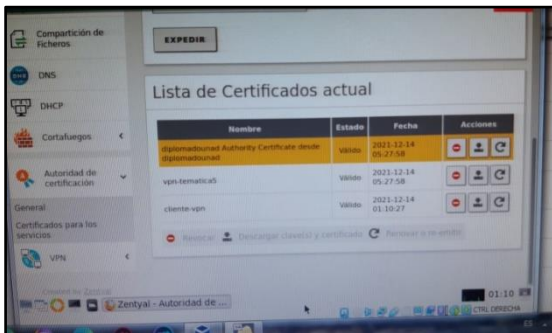 Compartición de
Ficheros
EXPEDIR
DNS
DHCP
Cortafuegos
Autoridad de
certificación
General
Certificados para los
servicios
VPN
Created by Zentyal
Lista de Certificados actual
Nombre Estado Fecha Acciones
diplomadounad Authority Certificate desde
diplomadounad
Válido 2021-12-14
05:27:58
vpn-tematica5 Válido 2021-12-14
05:27:58
cliente-vpn Válido 2021-12-14
01:10:27
Revocar Descargar clave(s) y certificado Renovar o re-emitir
Zentyal - Autoridad de ...
01:10
CTRL DERECHA